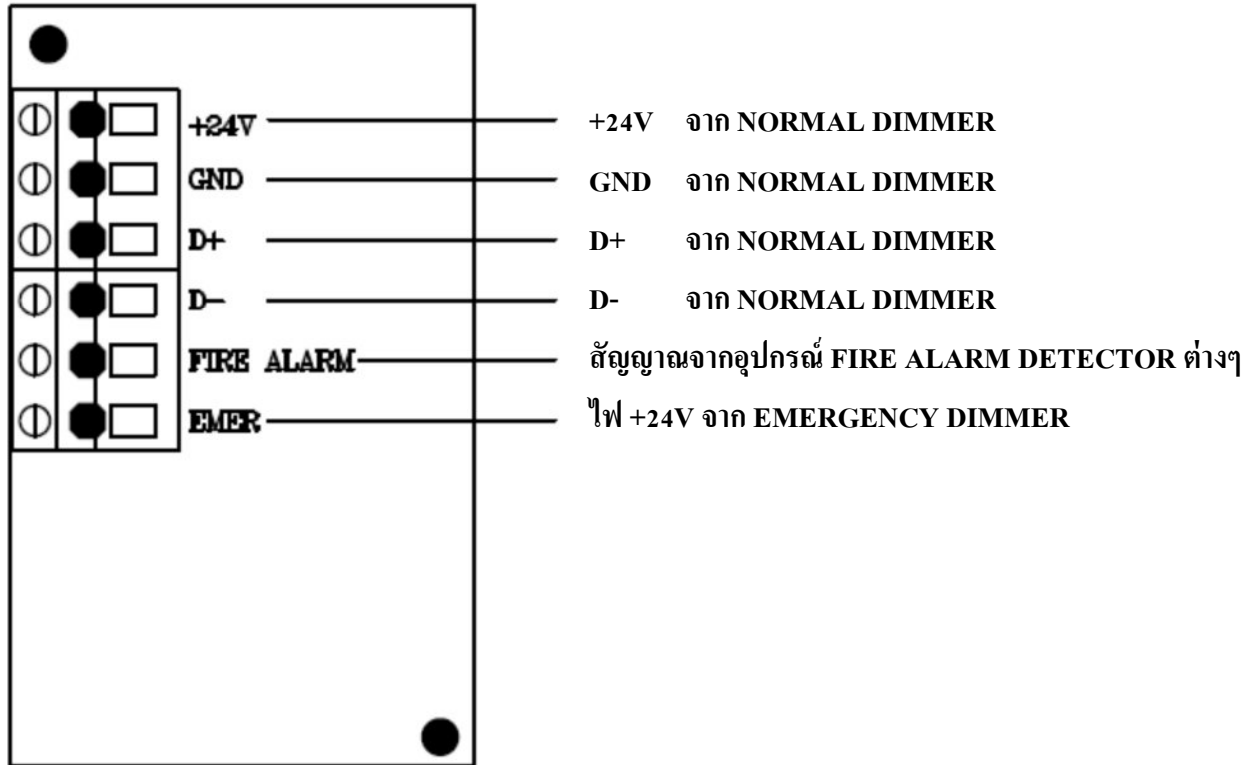 +24V +24V จาก NORMAL DIMMER
GND GND จาก NORMAL DIMMER
D+ D+ จาก NORMAL DIMMER
D- D- จาก NORMAL DIMMER
FIRE ALARM สัญญาณจากอุปกรณ์ FIRE ALARM DETECTOR ต่างๆ
EMER ไฟ +24V จาก EMERGENCY DIMMER